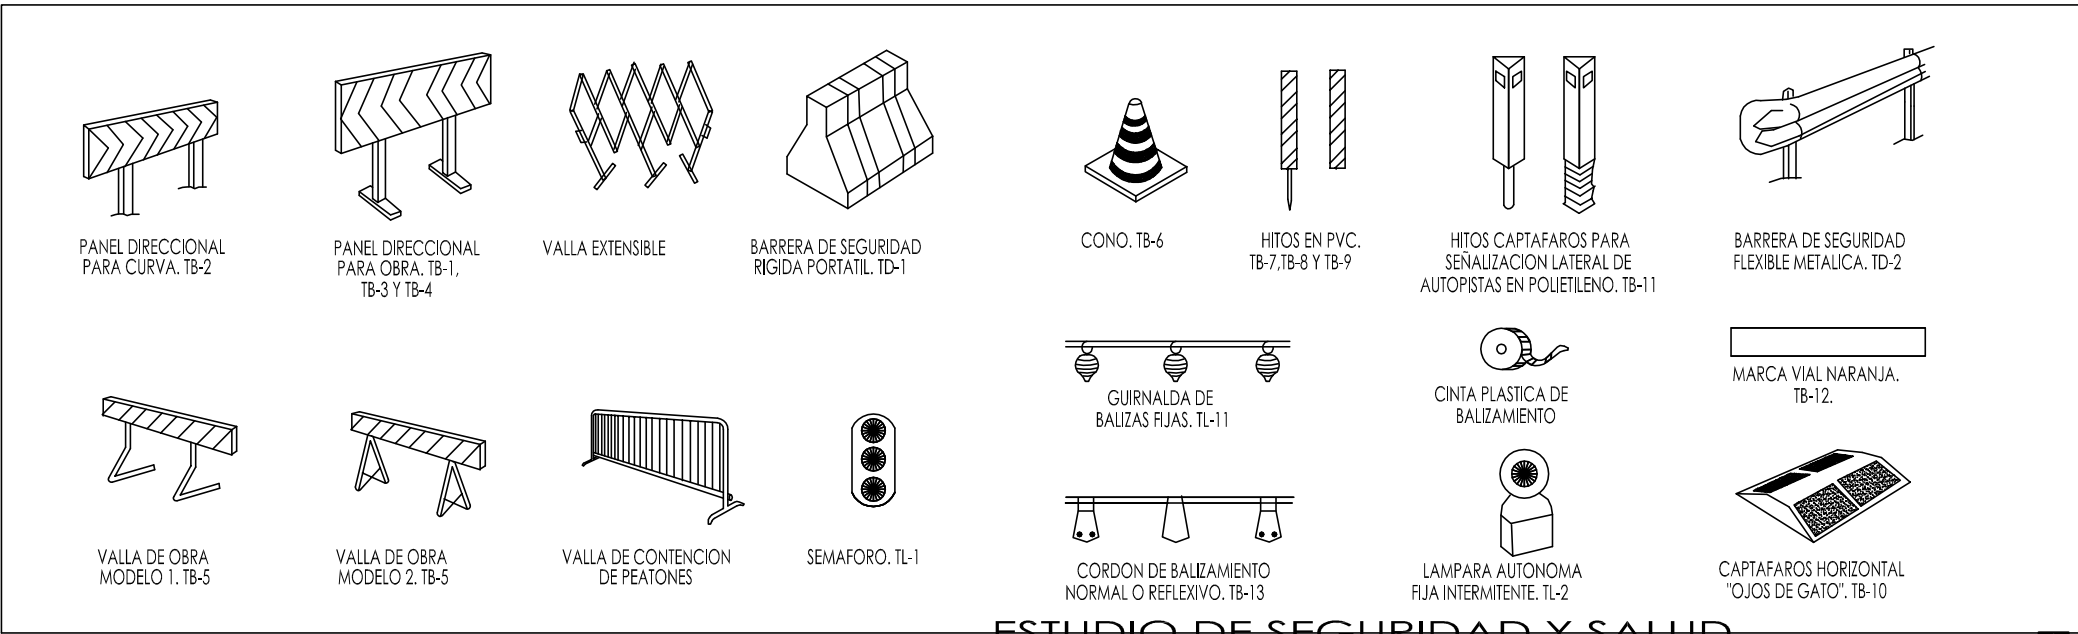 PANEL DIRECCIONAL
PARA CURVA. TB-2
PANEL DIRECCIONAL
PARA OBRA. TB-1,
TB-3 Y TB-4
VALLA EXTENSIBLE
BARRERA DE SEGURIDAD
RIGIDA PORTATIL. TD-1
CONO. TB-6
HITOS EN PVC.
TB-7,TB-8 Y TB-9
HITOS CAPTAFAROS PARA
SEÑALIZACION LATERAL DE
AUTOPISTAS EN POLIETILENO. TB-11
BARRERA DE SEGURIDAD
FLEXIBLE METALICA. TD-2
GUIRNALDA DE
BALIZAS FIJAS. TL-11
CINTA PLASTICA DE
BALIZAMIENTO
MARCA VIAL NARANJA.
TB-12.
VALLA DE OBRA
MODELO 1. TB-5
VALLA DE OBRA
MODELO 2. TB-5
VALLA DE CONTENCION
DE PEATONES
SEMAFORO. TL-1
CORDON DE BALIZAMIENTO
NORMAL O REFLEXIVO. TB-13
LAMPARA AUTONOMA
FIJA INTERMITENTE. TL-2
CAPTAFAROS HORIZONTAL
"OJOS DE GATO". TB-10
ESTUDIO DE SEGURIDAD Y SALUD